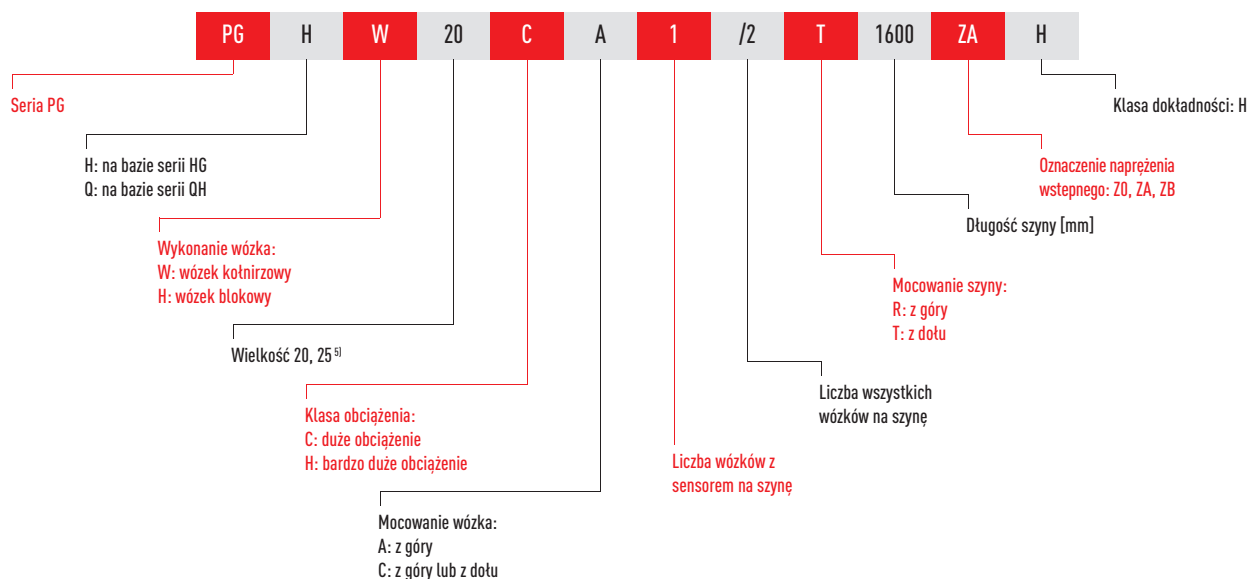 PG H W 20 C A 1 /2 T 1600 ZA H
Seria PG
Klasa dokładności: H
H: na bazie serii HG
Q: na bazie serii QH
Oznaczenie naprężenia
wstepnego: Z0, ZA, ZB
Długość szyny [mm]
Wykonanie wózka:
W: wózek kołnirzowy
H: wózek blokowy
Mocowanie szyny:
R: z góry
T: z dołu
Wielkość 20, 25 5)
Liczba wszystkich
wózków na szynę
Klasa obciążenia:
C: duże obciążenie
H: bardzo duże obciążenie
Liczba wózków z
sensorem na szynę
Mocowanie wózka:
A: z góry
C: z góry lub z dołu